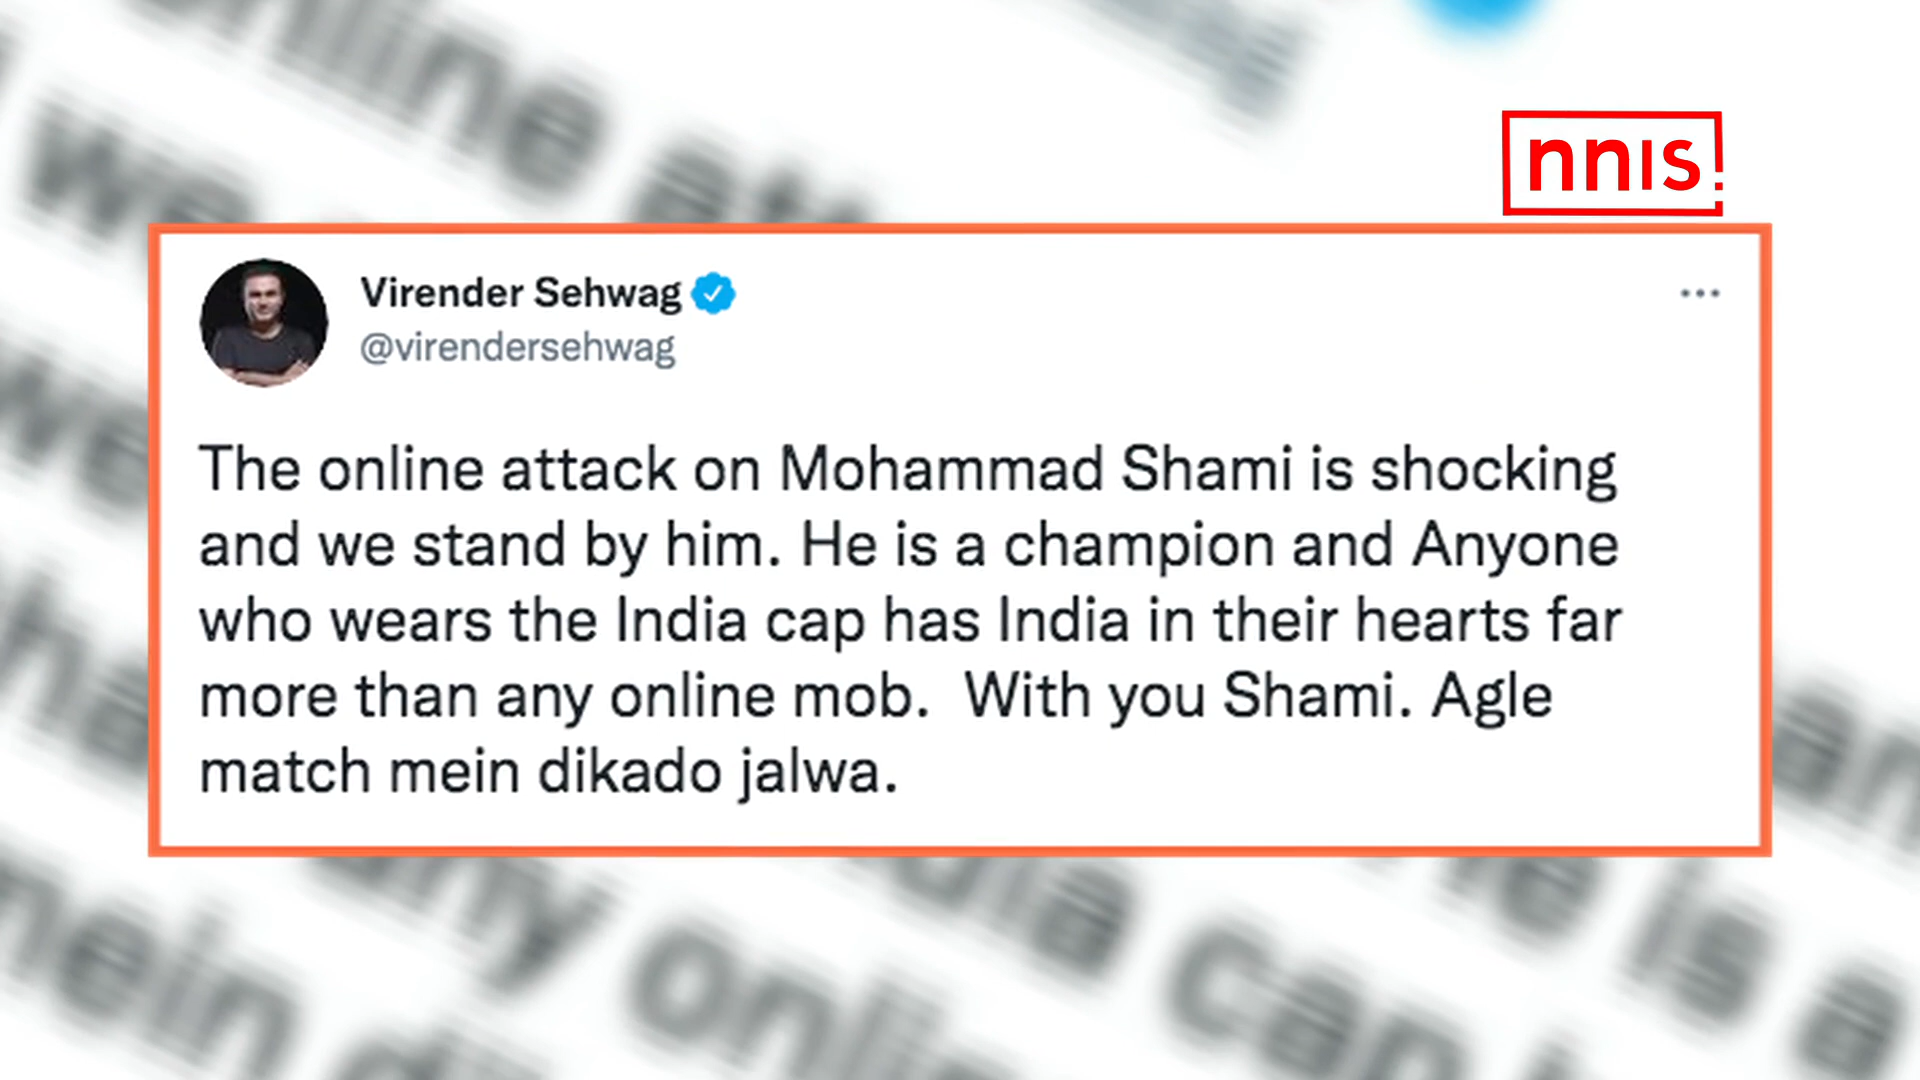 nnis
Virender Sehwag
@virendersehwag
The online attack on Mohammad Shami is shocking
and we stand by him. He is a champion and Anyone
who wears the India cap has India in their hearts far
more than any online mob.  With you Shami. Agle
match mein dikado jalwa.